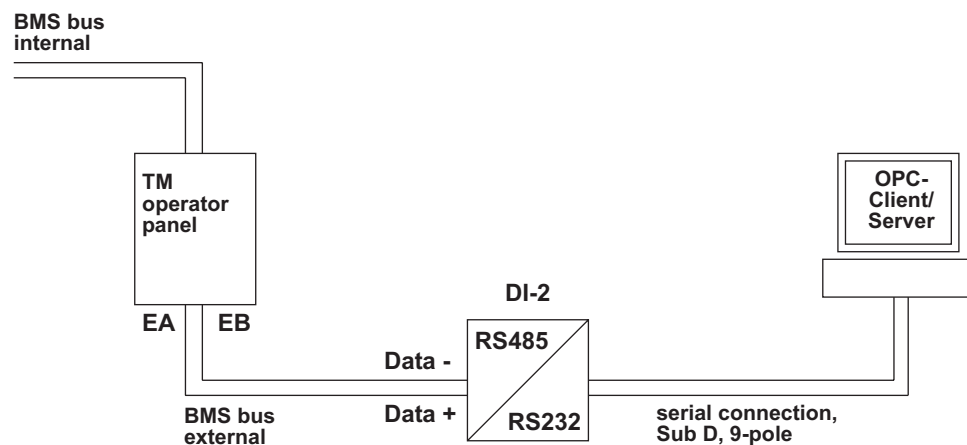 BMS bus
internal
TM
operator
panel
OPC-
Client/
Server
DI-2
EA EB
RS485
Data -
Data +
RS232
BMS bus
external
serial connection,
Sub D, 9-pole